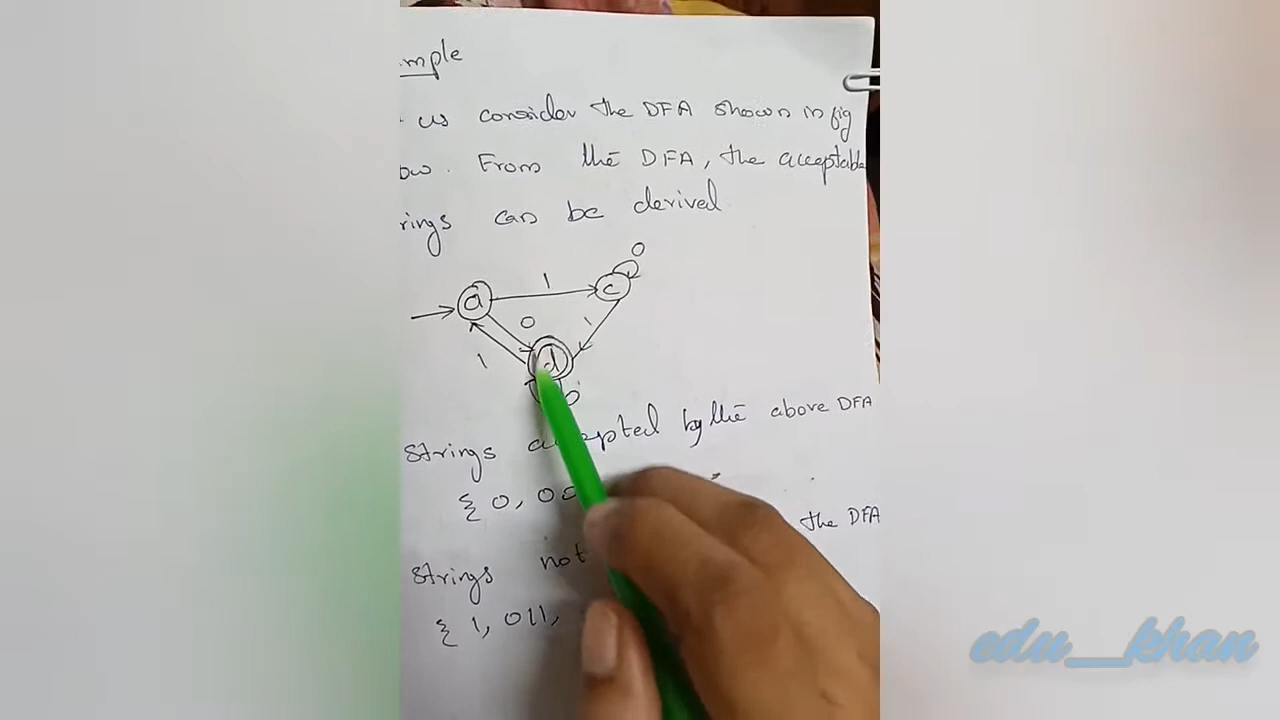 mple
us consider the DFA shown in fig
ow. From the DFA, the acceptable
rings can be derived
0
1
a
c
0
1
1
d
0
strings accepted by the above DFA
{ 0, 00
the DFA
strings not
{ 1, 011,
edu__khan